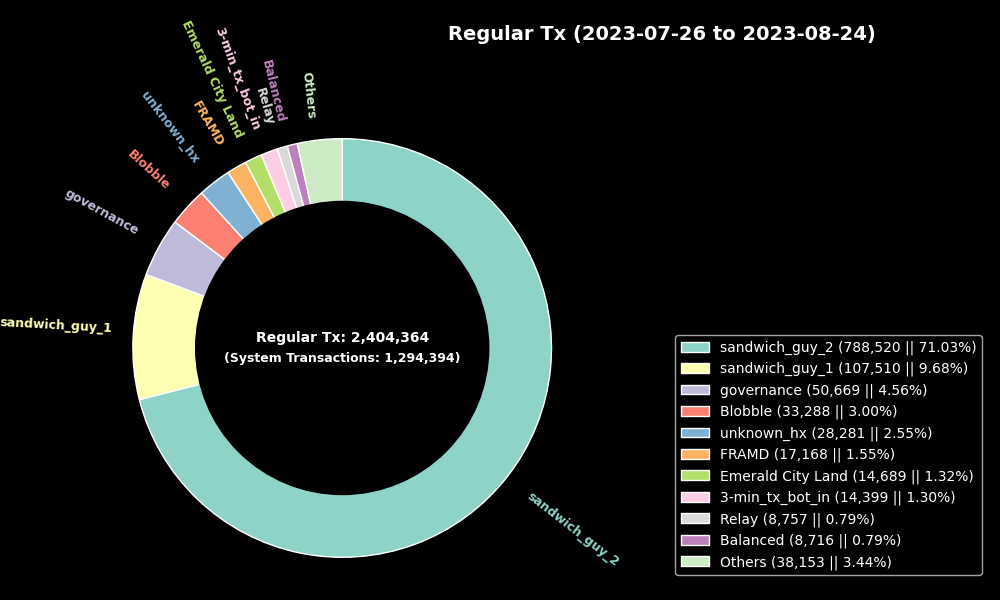 Regular Tx (2023-07-26 to 2023-08-24)
Emerald City Land
3-min_tx_bot_in
Balanced
Relay
Others
unknown_hx
FRAMD
Blobble
governance
sandwich_guy_1
Regular Tx: 2,404,364
(System Transactions: 1,294,394)
sandwich_guy_2
sandwich_guy_2 (788,520 || 71.03%)
sandwich_guy_1 (107,510 || 9.68%)
governance (50,669 || 4.56%)
Blobble (33,288 || 3.00%)
unknown_hx (28,281 || 2.55%)
FRAMD (17,168 || 1.55%)
Emerald City Land (14,689 || 1.32%)
3-min_tx_bot_in (14,399 || 1.30%)
Relay (8,757 || 0.79%)
Balanced (8,716 || 0.79%)
Others (38,153 || 3.44%)